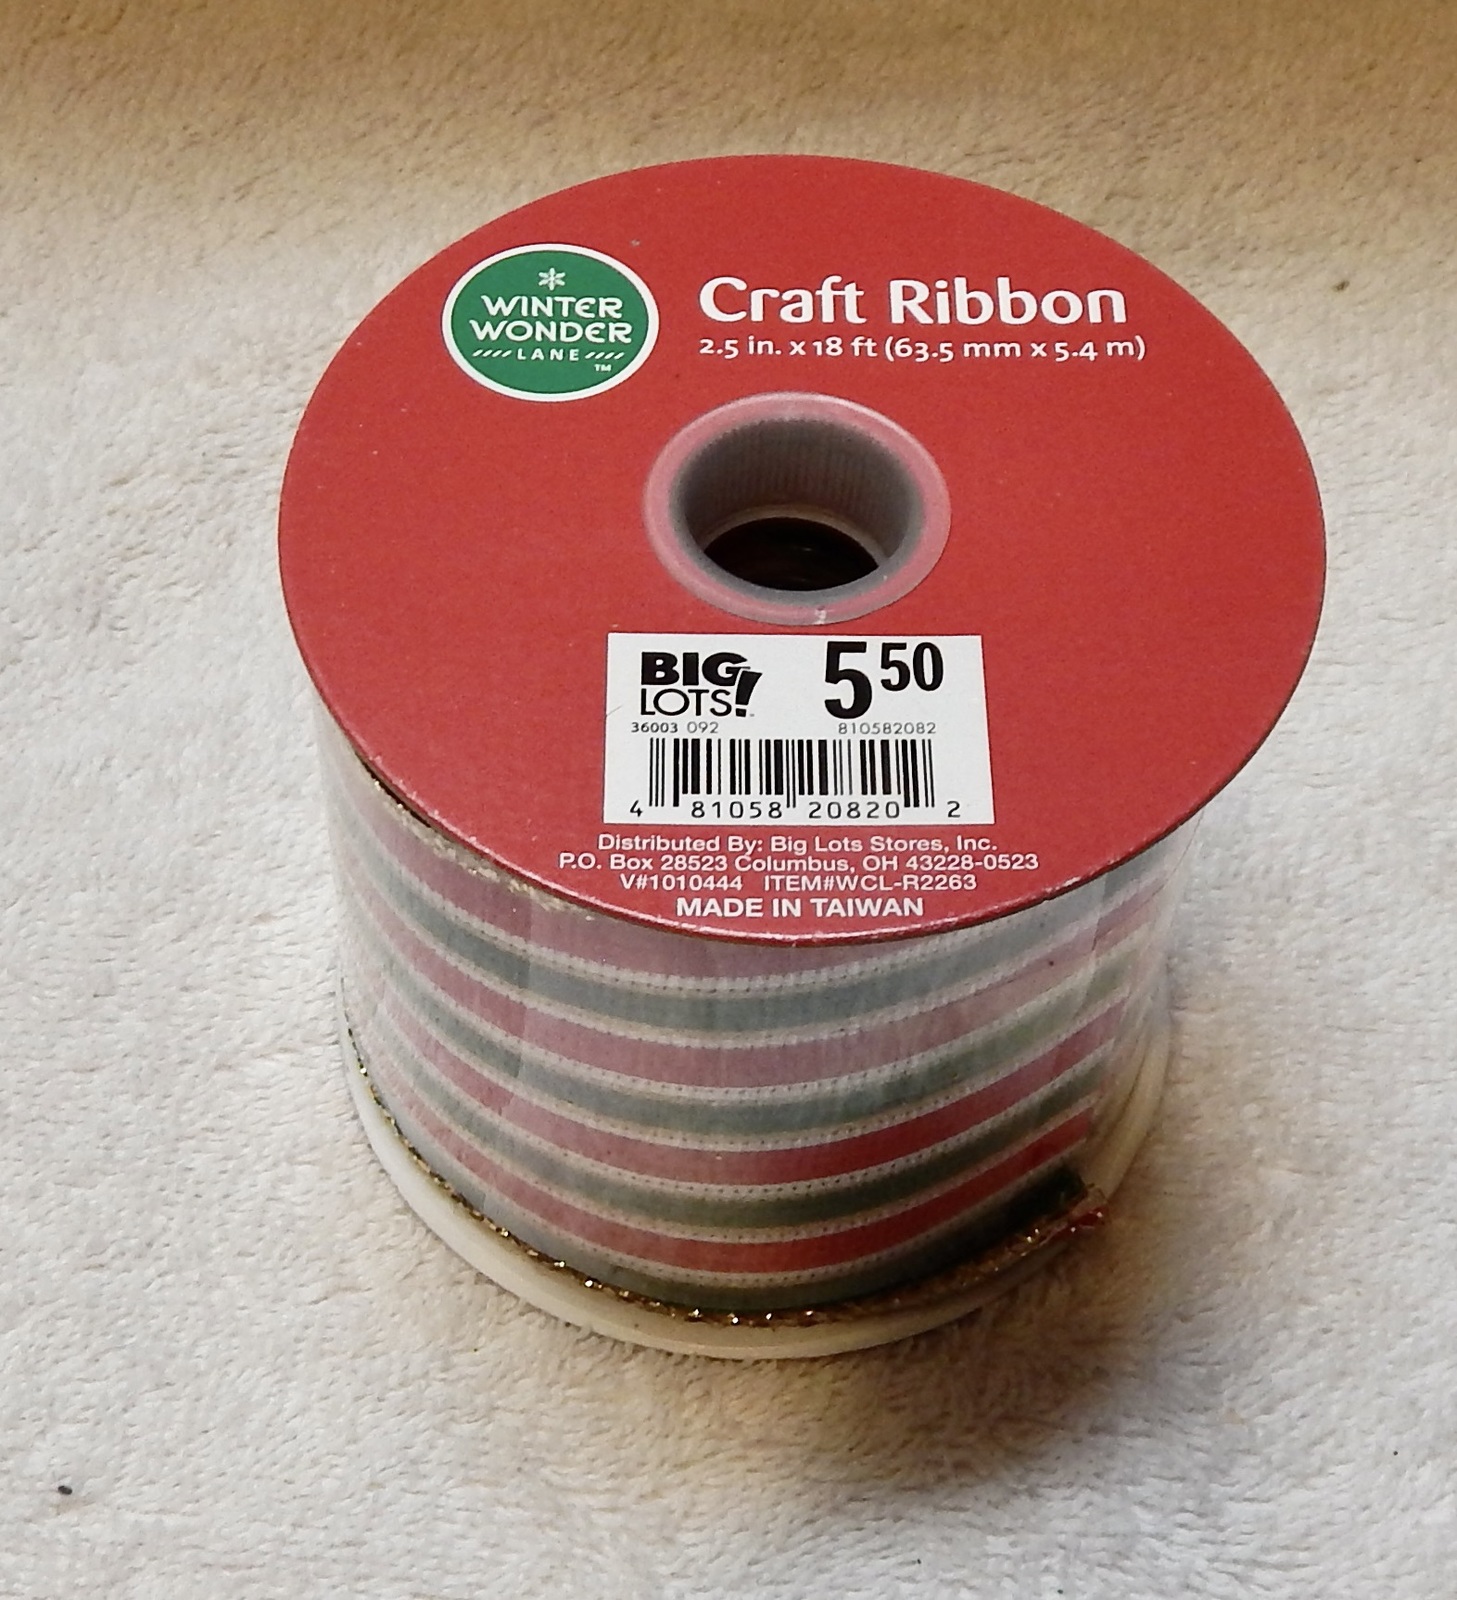 WINTER
WONDER
LANE
TM
Craft Ribbon
2.5 in. x 18 ft (63.5 mm x 5.4 m)
BIG LOTS! 5 50
36003 092 810582082
4 81058 20820 2
Distributed By: Big Lots Stores, Inc.
P.O. Box 28523 Columbus, OH 43228-0523
V#1010444 ITEM#WCL-R2263
MADE IN TAIWAN